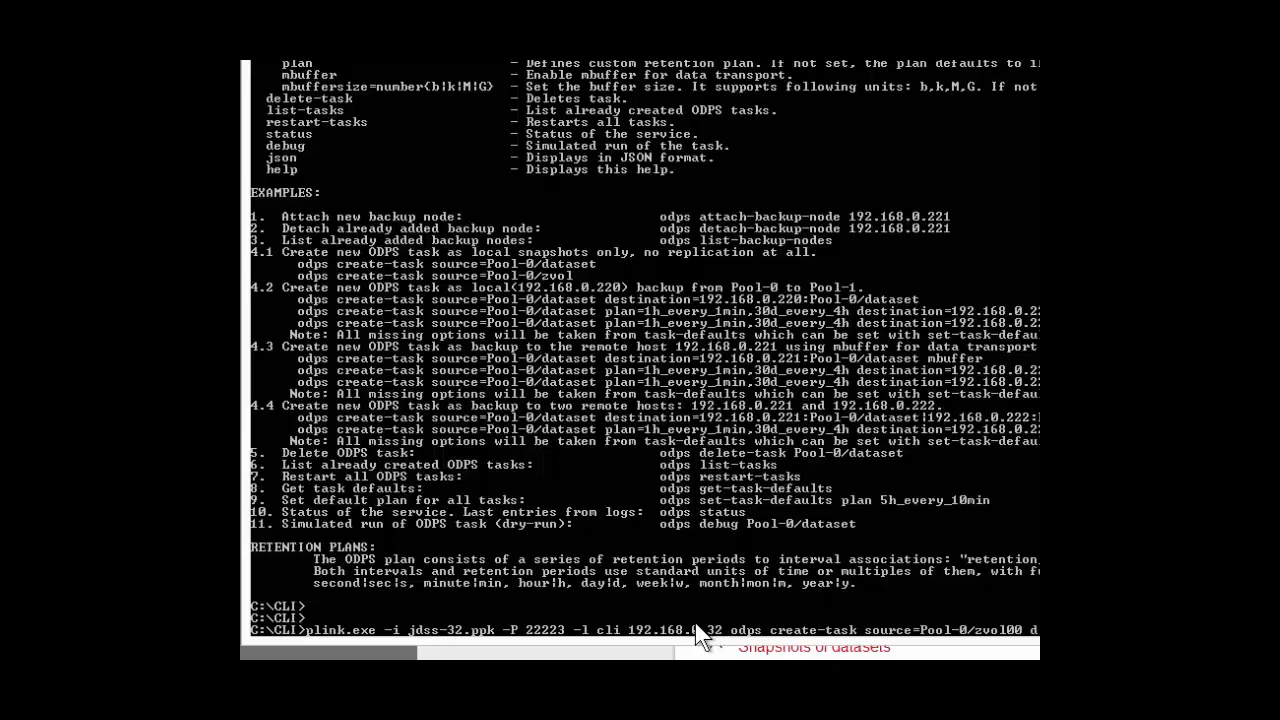 plan - Defines custom retention plan. If not set, the plan defaults to
mbuffer - Enable mbuffer for data transport.
mbuffersize=number{b|k|M|G} - Set the buffer size. It supports following units: b,k,M,G. If not
delete-task - Deletes task.
list-tasks - List already created ODPS tasks.
restart-tasks - Restarts all tasks.
status - Status of the service.
debug - Simulated run of the task.
json - Displays in JSON format.
help - Displays this help.
EXAMPLES:
1. Attach new backup node: odps attach-backup-node 192.168.0.221
2. Detach already added backup node: odps detach-backup-node 192.168.0.221
3. List already added backup nodes: odps list-backup-nodes
4.1 Create new ODPS task as local snapshots only, no replication at all.
odps create-task source=Pool-0/dataset
odps create-task source=Pool-0/zvol
4.2 Create new ODPS task as local(192.168.0.220) backup from Pool-0 to Pool-1.
odps create-task source=Pool-0/dataset destination=192.168.0.220:Pool-0/dataset
odps create-task source=Pool-0/dataset plan=1h_every_1min,30d_every_4h destination=192.168.0.22
odps create-task source=Pool-0/dataset plan=1h_every_1min,30d_every_4h destination=192.168.0.22
Note: All missing options will be taken from task-defaults which can be set with set-task-defau
4.3 Create new ODPS task as backup to the remote host 192.168.0.221 using mbuffer for data transport
odps create-task source=Pool-0/dataset destination=192.168.0.221:Pool-0/dataset mbuffer
odps create-task source=Pool-0/dataset plan=1h_every_1min,30d_every_4h destination=192.168.0.22
odps create-task source=Pool-0/dataset plan=1h_every_1min,30d_every_4h destination=192.168.0.22
Note: All missing options will be taken from task-defaults which can be set with set-task-defau
4.4 Create new ODPS task as backup to two remote hosts: 192.168.0.221 and 192.168.0.222.
odps create-task source=Pool-0/dataset destination=192.168.0.221:Pool-0/dataset|192.168.0.222:
odps create-task source=Pool-0/dataset plan=1h_every_1min,30d_every_4h destination=192.168.0.22
Note: All missing options will be taken from task-defaults which can be set with set-task-defau
5. Delete ODPS task: odps delete-task Pool-0/dataset
6. List already created ODPS tasks: odps list-tasks
7. Restart all ODPS tasks: odps restart-tasks
8. Get task defaults: odps get-task-defaults
9. Set default plan for all tasks: odps set-task-defaults plan 5h_every_10min
10. Status of the service. Last entries from logs: odps status
11. Simulated run of ODPS task (dry-run): odps debug Pool-0/dataset
RETENTION PLANS:
The ODPS plan consists of a series of retention periods to interval associations: "retention_
Both intervals and retention periods use standard units of time or multiples of them, with fu
second|sec|s, minute|min, hour|h, day|d, week|w, month|mon|m, year|y.
C:\CLI>
C:\CLI>
C:\CLI>plink.exe -i jdss-32.ppk -P 22223 -l cli 192.168.0.32 odps create-task source=Pool-0/zvol00 d
Snapshots of datasets